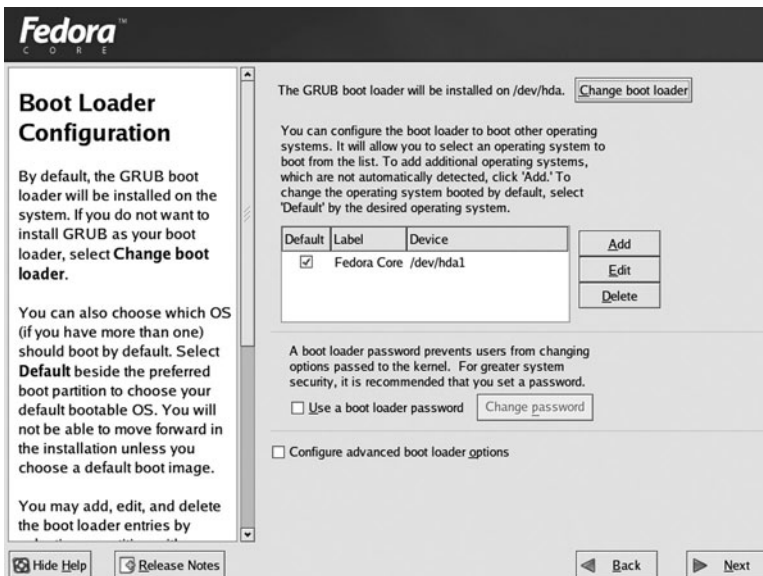 Fedora™
CORE
Boot Loader
Configuration
By default, the GRUB boot
loader will be installed on the
system. If you do not want to
install GRUB as your boot
loader, select Change boot
loader.
You can also choose which OS
(if you have more than one)
should boot by default. Select
Default beside the preferred
boot partition to choose your
default bootable OS. You will
not be able to move forward in
the installation unless you
choose a default boot image.
You may add, edit, and delete
the boot loader entries by
Hide Help
Release Notes
The GRUB boot loader will be installed on /dev/hda.
Change boot loader
You can configure the boot loader to boot other operating
systems. It will allow you to select an operating system to
boot from the list. To add additional operating systems,
which are not automatically detected, click 'Add.' To
change the operating system booted by default, select
'Default' by the desired operating system.
Default Label Device
Fedora Core /dev/hda1
Add
Edit
Delete
A boot loader password prevents users from changing
options passed to the kernel. For greater system
security, it is recommended that you set a password.
Use a boot loader password
Change password
Configure advanced boot loader options
Back
Next